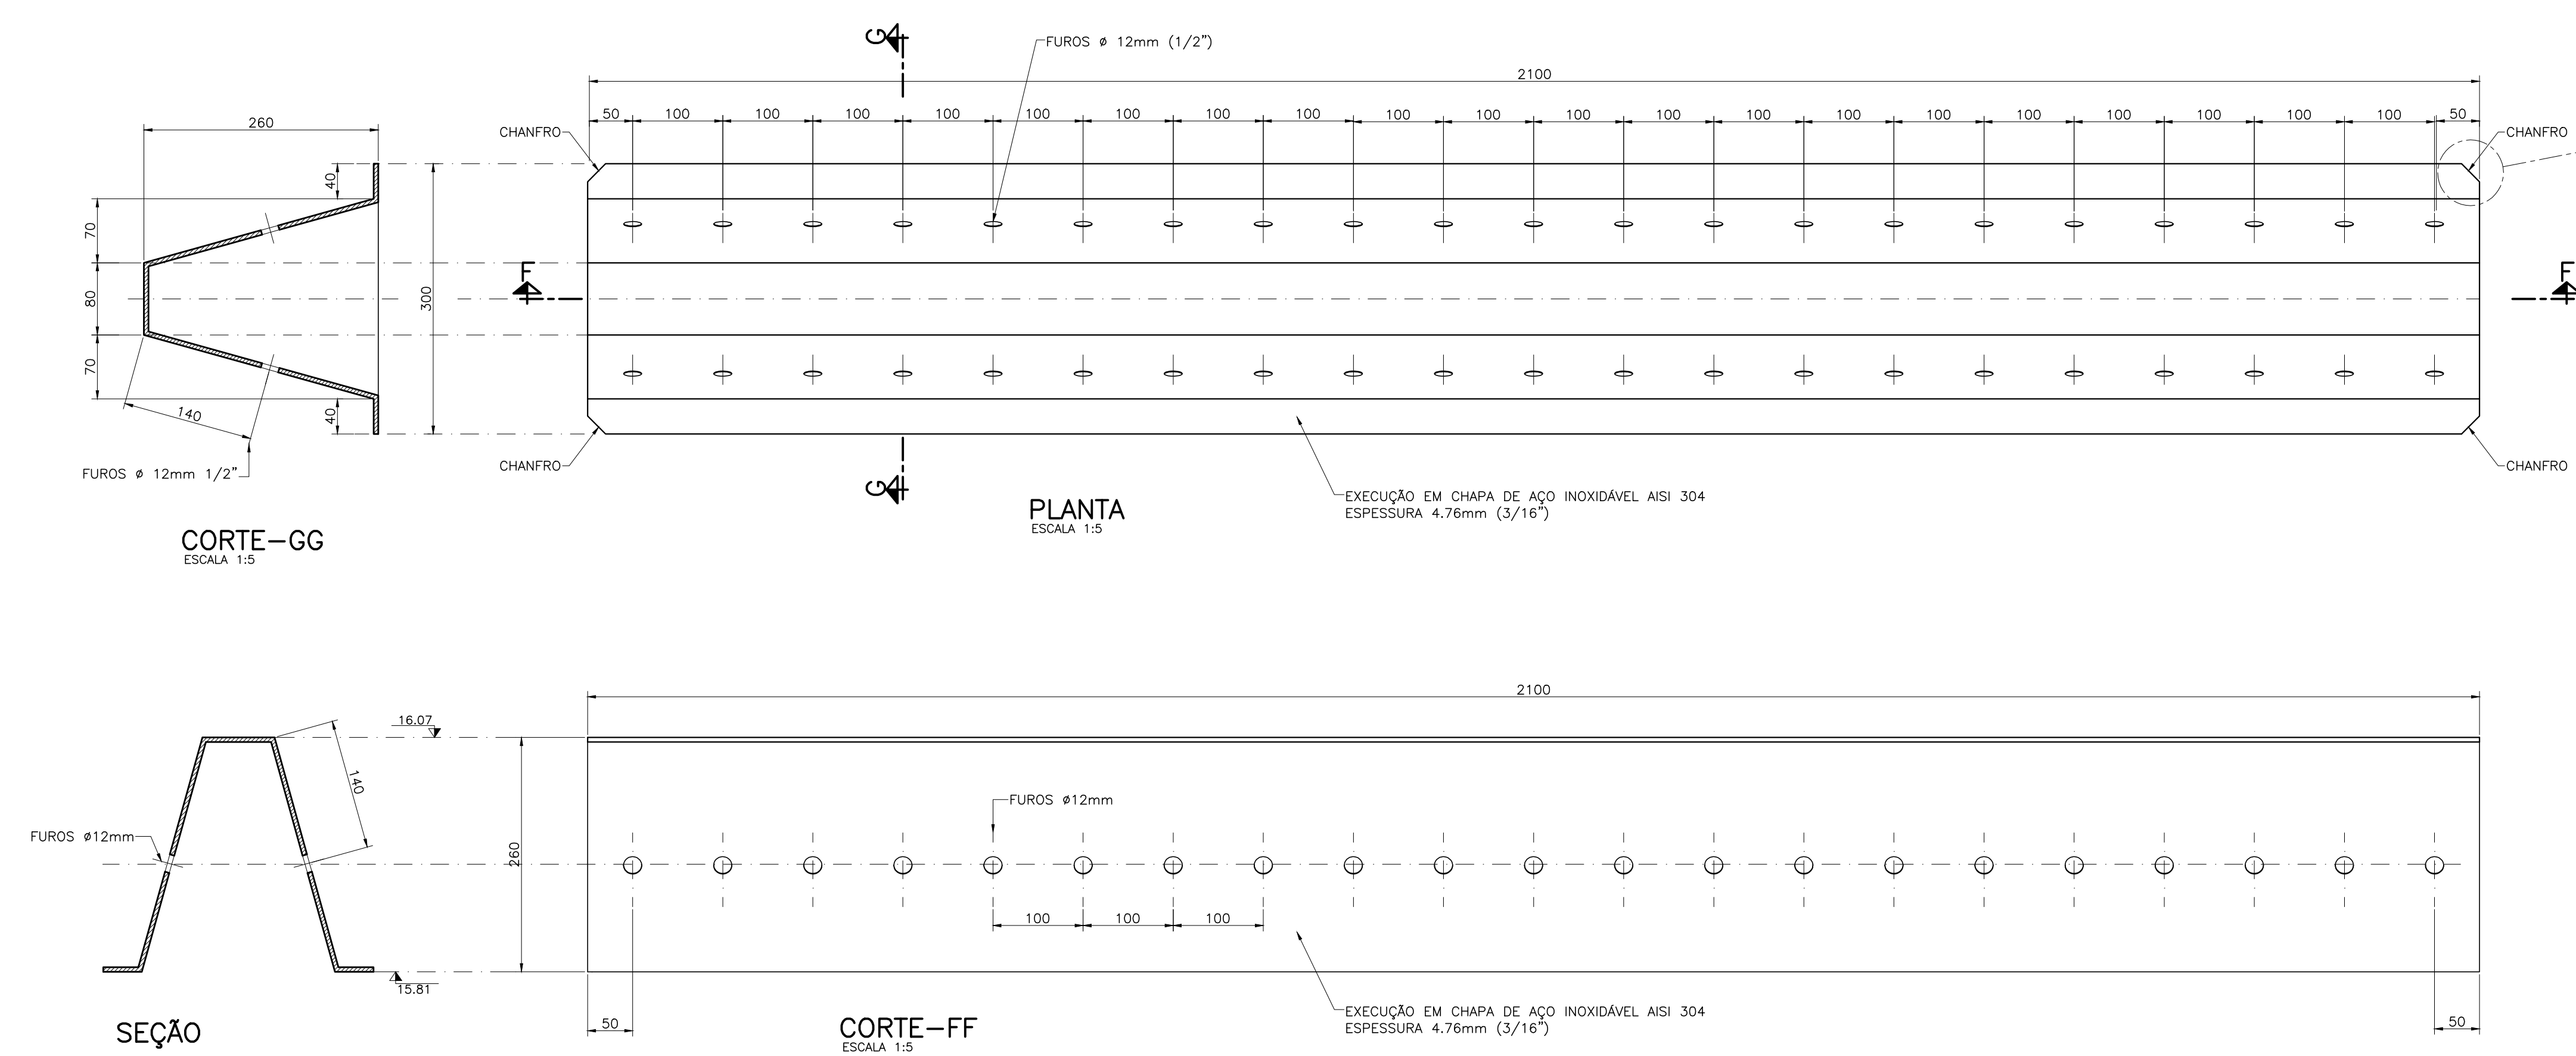 G
FUROS ø 12mm (1/2")
2100
50 100 100 100 100 100 100 100 100 100 100 100 100 100 100 100 100 100 100 100 100 50
CHANFRO
CHANFRO
260
40
70
80
70
40
300
140
FUROS ø 12mm 1/2"
F
F
CHANFRO
CHANFRO
G
EXECUÇÃO EM CHAPA DE AÇO INOXIDÁVEL AISI 304
ESPESSURA 4.76mm (3/16")
PLANTA
ESCALA 1:5
CORTE-GG
ESCALA 1:5
2100
16.07
140
FUROS ø12mm
FUROS ø12mm
260
100 100 100
15.81
EXECUÇÃO EM CHAPA DE AÇO INOXIDÁVEL AISI 304
ESPESSURA 4.76mm (3/16")
50
50
SEÇÃO
CORTE-FF
ESCALA 1:5